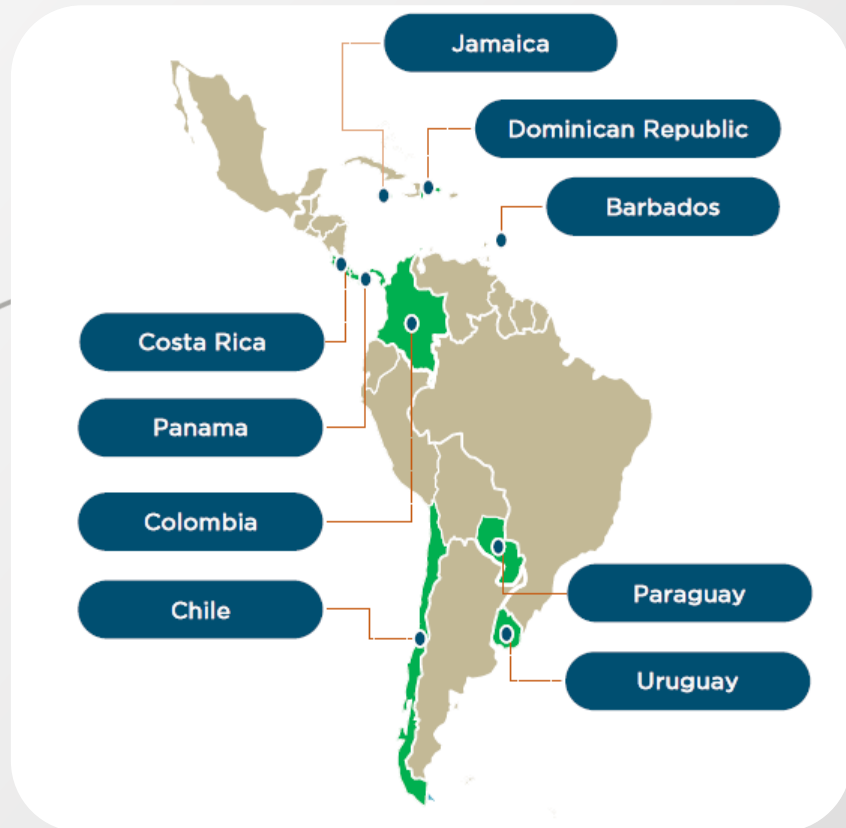 Jamaica
Dominican Republic
Barbados
Costa Rica
Panama
Colombia
Chile
Paraguay
Uruguay